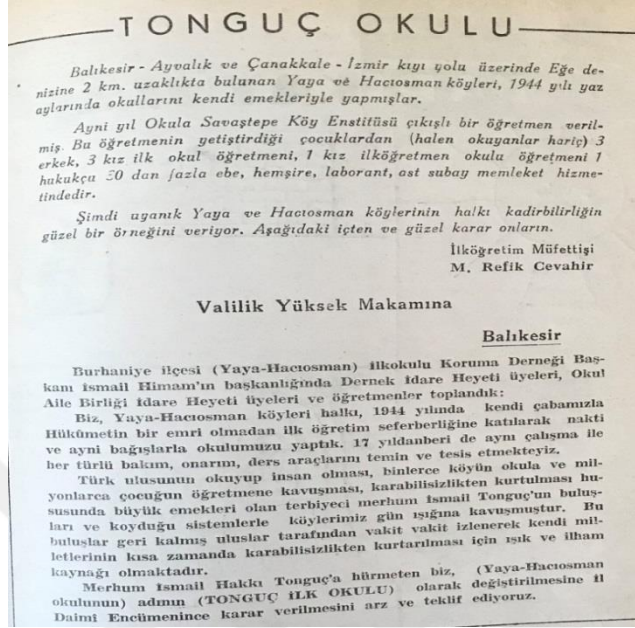 TONGUÇ OKULU
Balıkesir - Ayvalık ve Çanakkale - İzmir kıyı yolu üzerinde Eğe de-
nizine 2 km. uzaklıkta bulunan Yaya ve Hacıosman köyleri, 1944 yılı yaz
aylarında okullarını kendi emekleriyle yapmışlar.
Ayni yıl Okula Savaştepe Köy Enstitüsü çıkışlı bir öğretmen veril-
miş. Bu öğretmenin yetiştirdiği çocuklardan (halen okuyanlar hariç) 3
erkek, 3 kız ilk okul öğretmeni, 1 kız ilköğretmen okulu öğretmeni 1
hukukçu 50 dan fazla ebe, hemşire, laborant, ast subay memleket hizme-
tindedir.
Şimdi uyanık Yaya ve Hacıosman köylerinin halkı kadirbilirliğin
güzel bir örneğini veriyor. Aşağıdaki içten ve güzel karar onların.
İlköğretim Müfettişi
M. Refik Cevahir
Valilik Yüksek Makamına
Balıkesir
Burhaniye ilçesi (Yaya-Hacıosman) ilkokulu Koruma Derneği Baş-
kanı İsmail Himam'ın başkanlığında Dernek İdare Heyeti üyeleri, Okul
Aile Birliği İdare Heyeti üyeleri ve öğretmenler toplandık:
Biz, Yaya-Hacıosman köyleri halkı, 1944 yılında kendi çabamızla
Hükûmetin bir emri olmadan ilk öğretim seferberliğine katılarak nakti
ve ayni bağışlarla okulumuzu yaptık. 17 yıldanberi de aynı çalışma ile
her türlü bakım, onarım, ders araçlarını temin ve tesis etmekteyiz.
Türk ulusunun okuyup insan olması, binlerce köyün okula ve mil-
yonlarca çocuğun öğretmene kavuşması, karabilisizlikten kurtulması hu-
susunda büyük emekleri olan terbiyeci merhum İsmail Tonguç'un buluş-
ları ve koyduğu sistemlerle köylerimiz gün ışığına kavuşmuştur. Bu
buluşlar geri kalmış uluslar tarafından vakit vakit izlenerek kendi mil-
letlerinin kısa zamanda karabilisizlikten kurtarılması için ışık ve ilham
kaynağı olmaktadır.
Merhum İsmail Hakkı Tonguç'a hürmeten biz, (Yaya-Hacıosman
okulunun) adının (TONGUÇ İLK OKULU) olarak değiştirilmesine il
Daimi Encümenince karar verilmesini arz ve teklif ediyoruz.